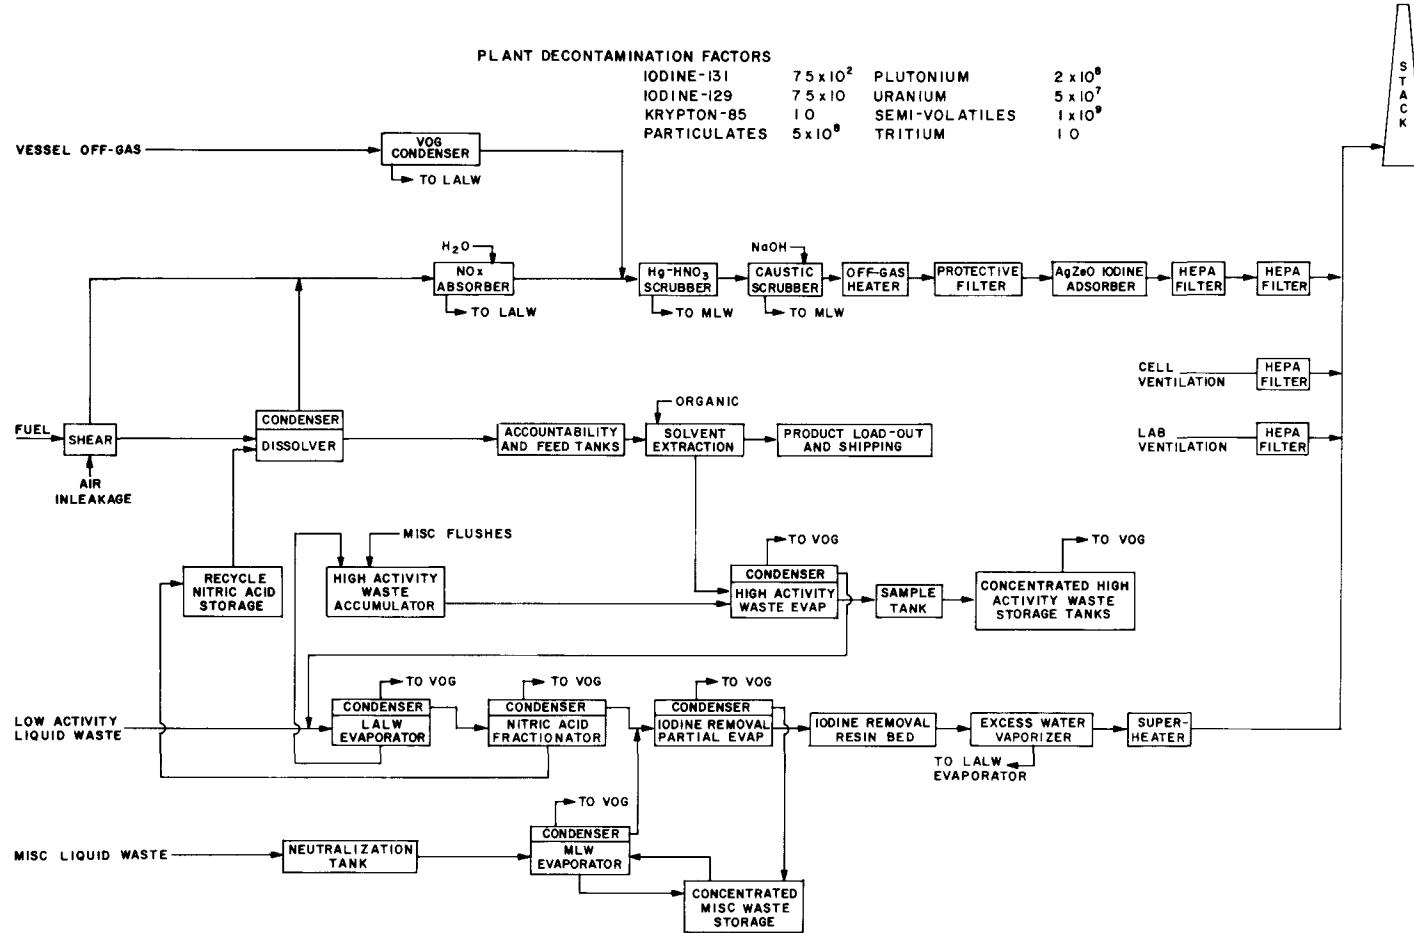 PLANT DECONTAMINATION FACTORS
IODINE-131 75 x 10² PLUTONIUM 2 x 10⁸
IODINE-129 75 x 10 URANIUM 5 x 10⁷
KRYPTON-85 1 0 SEMI-VOLATILES 1 x 10⁹
PARTICULATES 5 x 10⁸ TRITIUM 1 0
STACK
VESSEL OFF-GAS
VOG
CONDENSER
TO LALW
H₂O
NOx
ABSORBER
TO LALW
Hg-HNO₃
SCRUBBER
TO MLW
NaOH
CAUSTIC
SCRUBBER
TO MLW
OFF-GAS
HEATER
PROTECTIVE
FILTER
AgZeO IODINE
ADSORBER
HEPA
FILTER
HEPA
FILTER
CELL
VENTILATION
HEPA
FILTER
LAB
VENTILATION
HEPA
FILTER
FUEL
SHEAR
AIR
INLEAKAGE
CONDENSER
DISSOLVER
ACCOUNTABILITY
AND FEED TANKS
ORGANIC
SOLVENT
EXTRACTION
PRODUCT LOAD-OUT
AND SHIPPING
MISC FLUSHES
RECYCLE
NITRIC ACID
STORAGE
HIGH ACTIVITY
WASTE
ACCUMULATOR
TO VOG
CONDENSER
HIGH ACTIVITY
WASTE EVAP
SAMPLE
TANK
TO VOG
CONCENTRATED HIGH
ACTIVITY WASTE
STORAGE TANKS
LOW ACTIVITY
LIQUID WASTE
TO VOG
CONDENSER
LALW
EVAPORATOR
TO VOG
CONDENSER
NITRIC ACID
FRACTIONATOR
TO VOG
CONDENSER
IODINE REMOVAL
PARTIAL EVAP
IODINE REMOVAL
RESIN BED
EXCESS WATER
VAPORIZER
TO LALW
EVAPORATOR
SUPER-
HEATER
MISC LIQUID WASTE
NEUTRALIZATION
TANK
TO VOG
CONDENSER
MLW
EVAPORATOR
CONCENTRATED
MISC WASTE
STORAGE